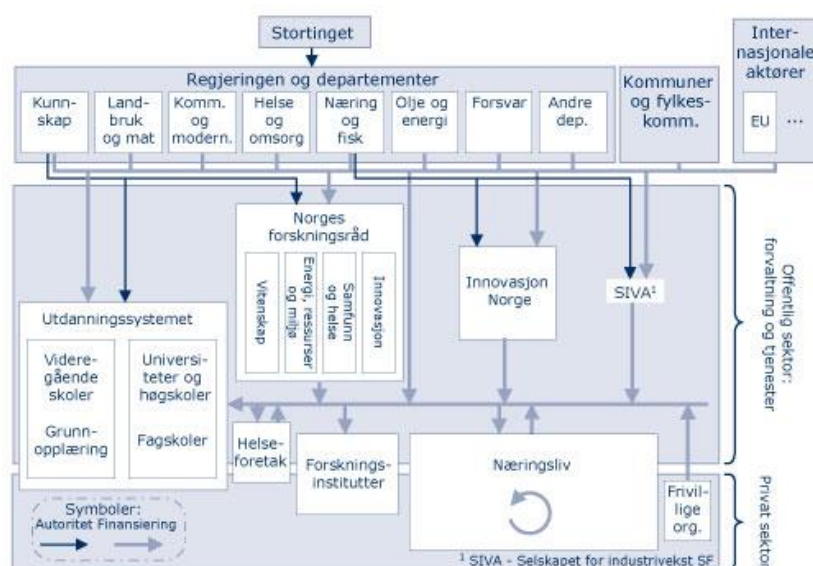 Stortinget
Inter-
nasjonale
aktører
EU
...
Regjeringen og departementer
Kunn-
skap
Land-
bruk
og mat
Komm.
og
modern.
Helse
og
omsorg
Næring
og
fisk
Olje og
energi
Forsvar
Andre
dep.
Kommuner
og fylkes-
komm.
Norges
forskningsråd
Vitenskap
Energi, ressurser
og miljø
Samfunn
og helse
Innovasjon
Innovasjon
Norge
SIVA¹
Offentlig sektor:
forvaltning og tjenester
Utdanningssystemet
Videre-
gående
skoler
Grunn-
opplæring
Universi-
teter og
høgskoler
Fagskoler
Helse-
foretak
Forsknings-
institutter
Næringsliv
Frivil-
lige
org.
Privat sektor
Symboler:
Autoritet Finansiering
¹ SIVA - Selskapet for industrivekst SF